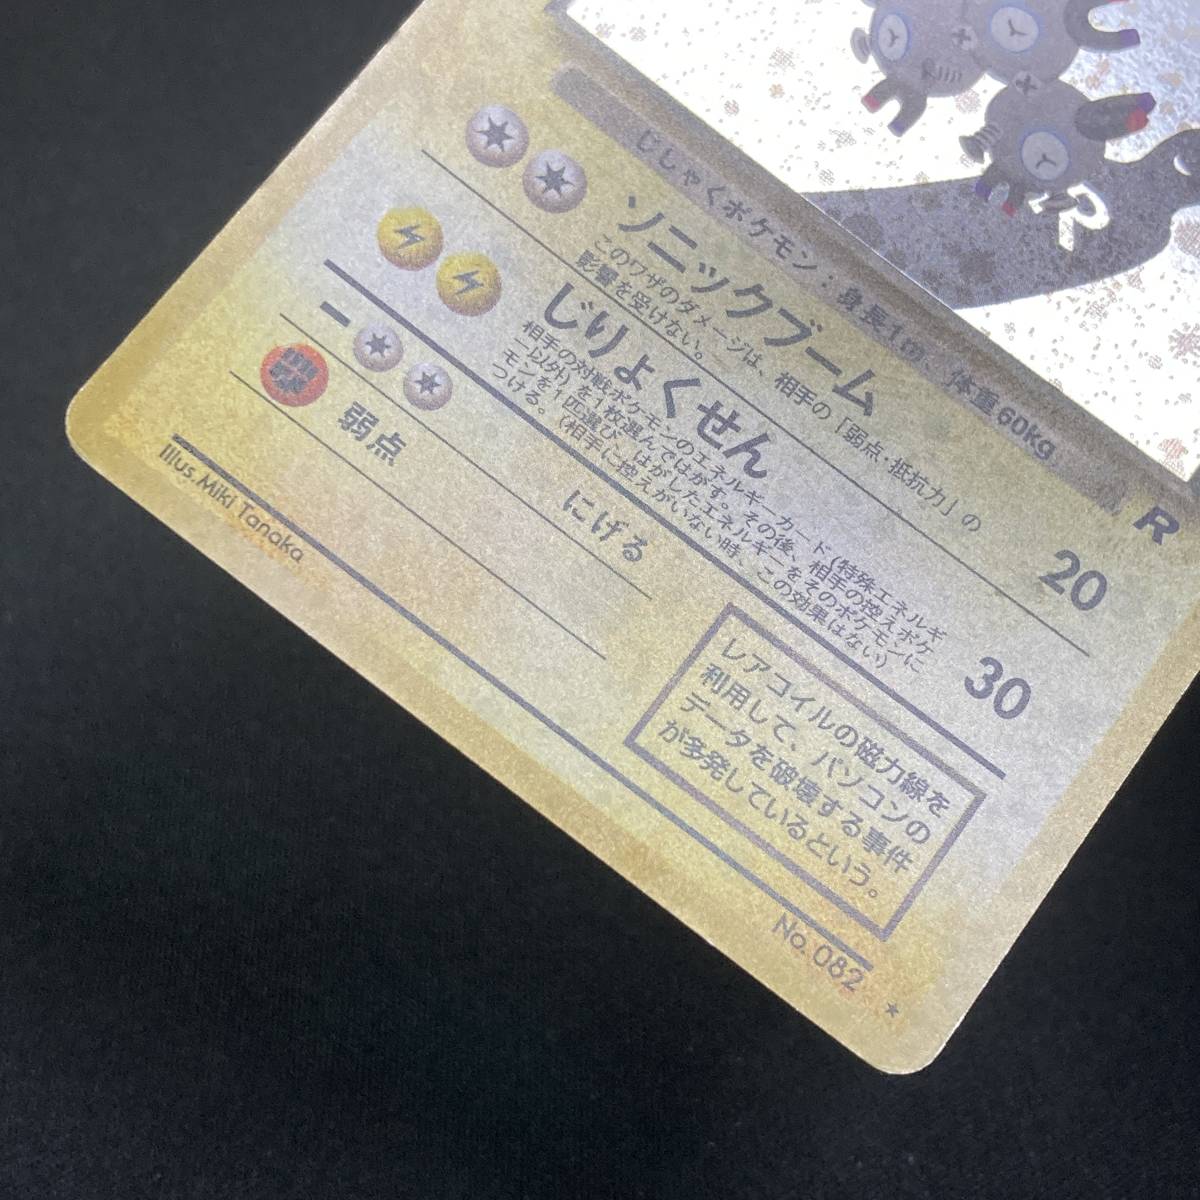 じしゃくポケモン：身長1m、体重60kg
R
R
ソニックブーム
20
このワザのダメージは、相手の「弱点・抵抗力」の
影響を受けない。
じりょくせん
30
相手の対戦ポケモンのエネルギーカード(特殊エネルギ
ー以外)を1枚選んではがす。その後、相手の控えポケ
モンを1匹選び、はがしたエネルギーをそのポケモンに
つける。(相手に控えがいない時、この効果はない)
にげる
弱点
レアコイルの磁力線を
利用して、パソコンの
データを破壊する事件
が多発しているという。
Illus. Miki Tanaka
No. 082 ★